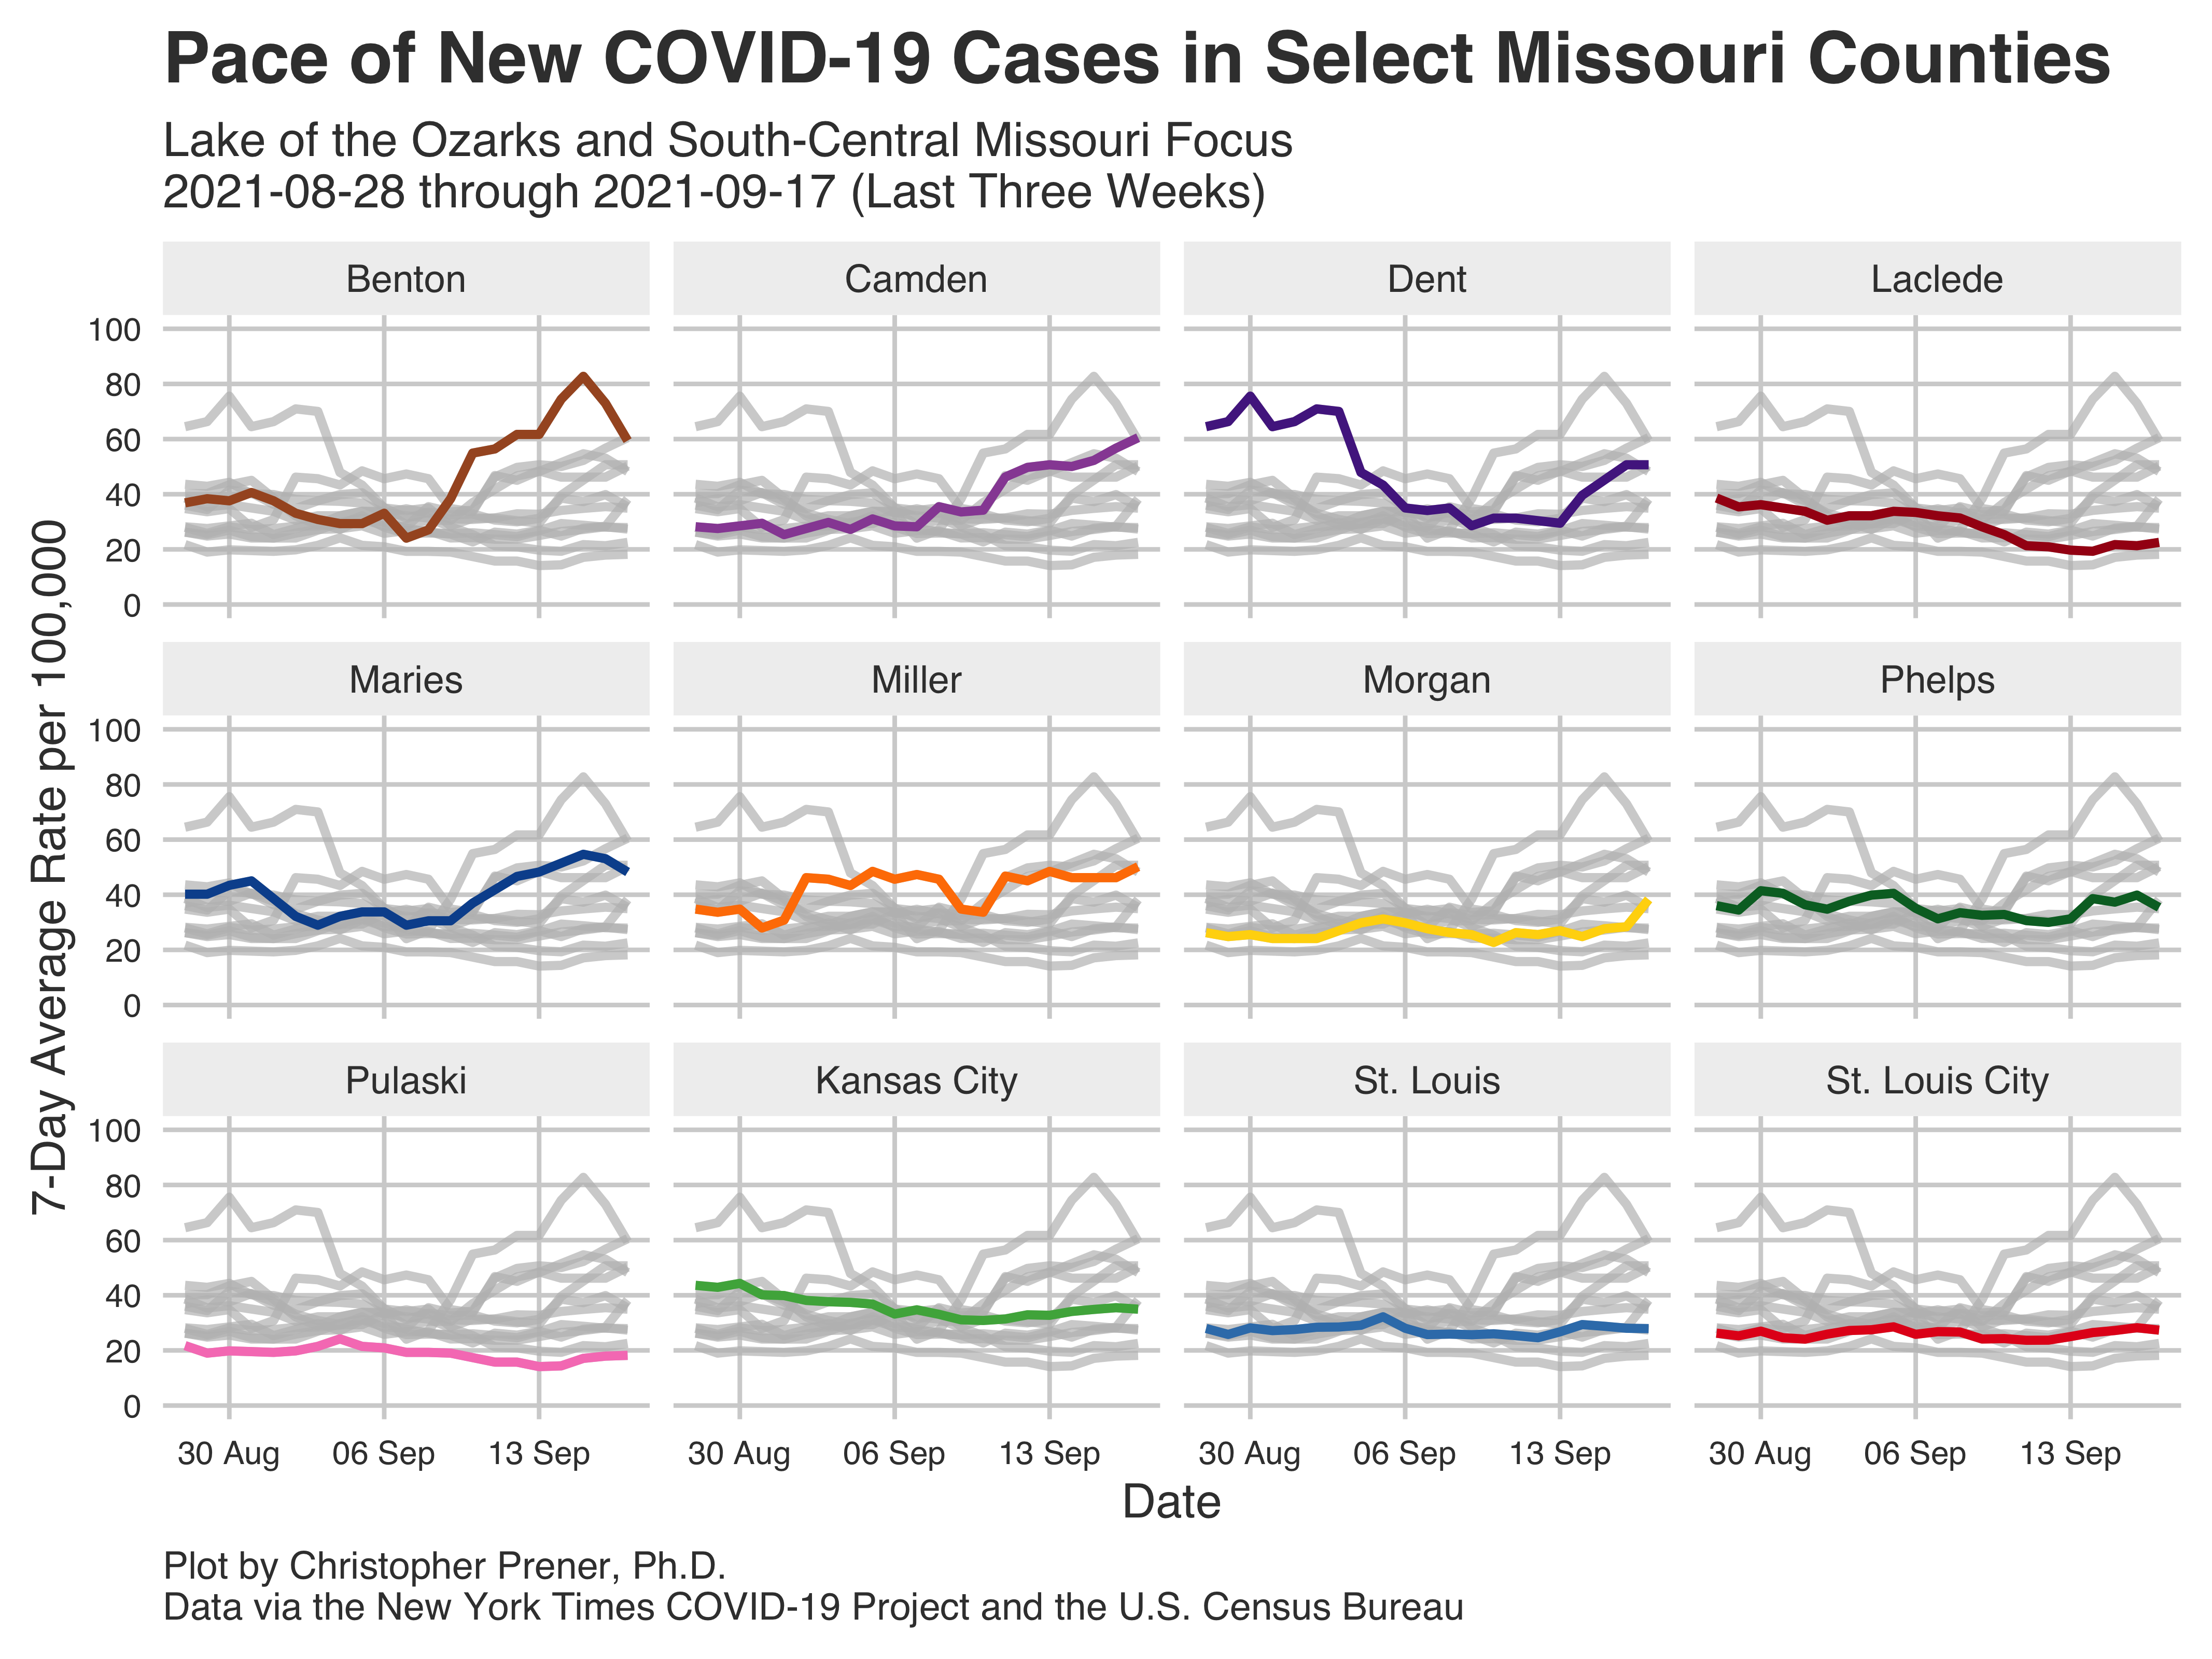 Pace of New COVID-19 Cases in Select Missouri Counties
Lake of the Ozarks and South-Central Missouri Focus
2021-08-28 through 2021-09-17 (Last Three Weeks)
Benton
Camden
Dent
Laclede
100
80
60
40
20
0
Maries
Miller
Morgan
Phelps
100
80
60
40
20
0
Pulaski
Kansas City
St. Louis
St. Louis City
100
80
60
40
20
0
7-Day Average Rate per 100,000
30 Aug
06 Sep
13 Sep
30 Aug
06 Sep
13 Sep
30 Aug
06 Sep
13 Sep
30 Aug
06 Sep
13 Sep
Date
Plot by Christopher Prener, Ph.D.
Data via the New York Times COVID-19 Project and the U.S. Census Bureau